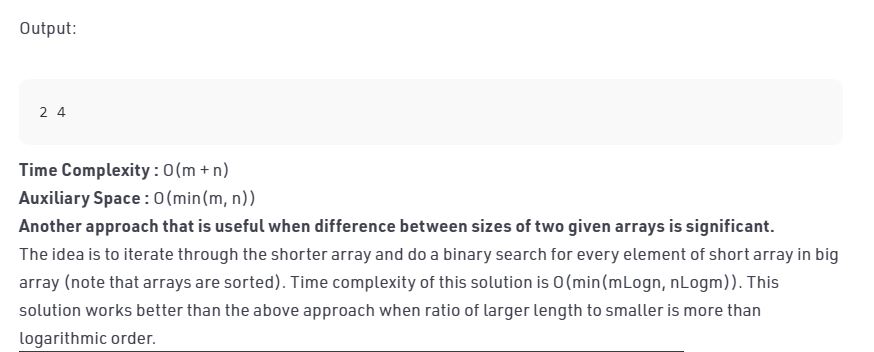 Output:
2 4
Time Complexity : O(m + n)
Auxiliary Space : O(min(m, n))
Another approach that is useful when difference between sizes of two given arrays is significant.
The idea is to iterate through the shorter array and do a binary search for every element of short array in big
array (note that arrays are sorted). Time complexity of this solution is O(min(mLogn, nLogm)). This
solution works better than the above approach when ratio of larger length to smaller is more than
logarithmic order.